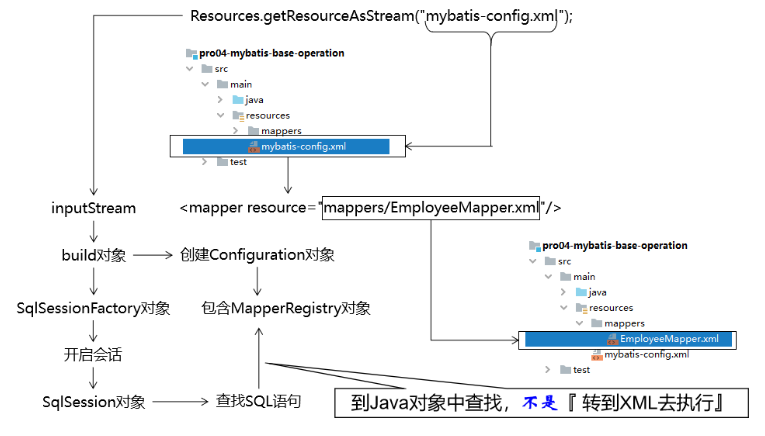 Resources.getResourceAsStream("mybatis-config.xml");
pro04-mybatis-base-operation
src
main
java
resources
mappers
mybatis-config.xml
test
inputStream
<mapper resource="mappers/EmployeeMapper.xml"/>
build对象
创建Configuration对象
SqlSessionFactory对象
包含MapperRegistry对象
开启会话
SqlSession对象
查找SQL语句
pro04-mybatis-base-operation
src
main
java
resources
mappers
EmployeeMapper.xml
mybatis-config.xml
test
到Java对象中查找，不是『 转到XML去执行』